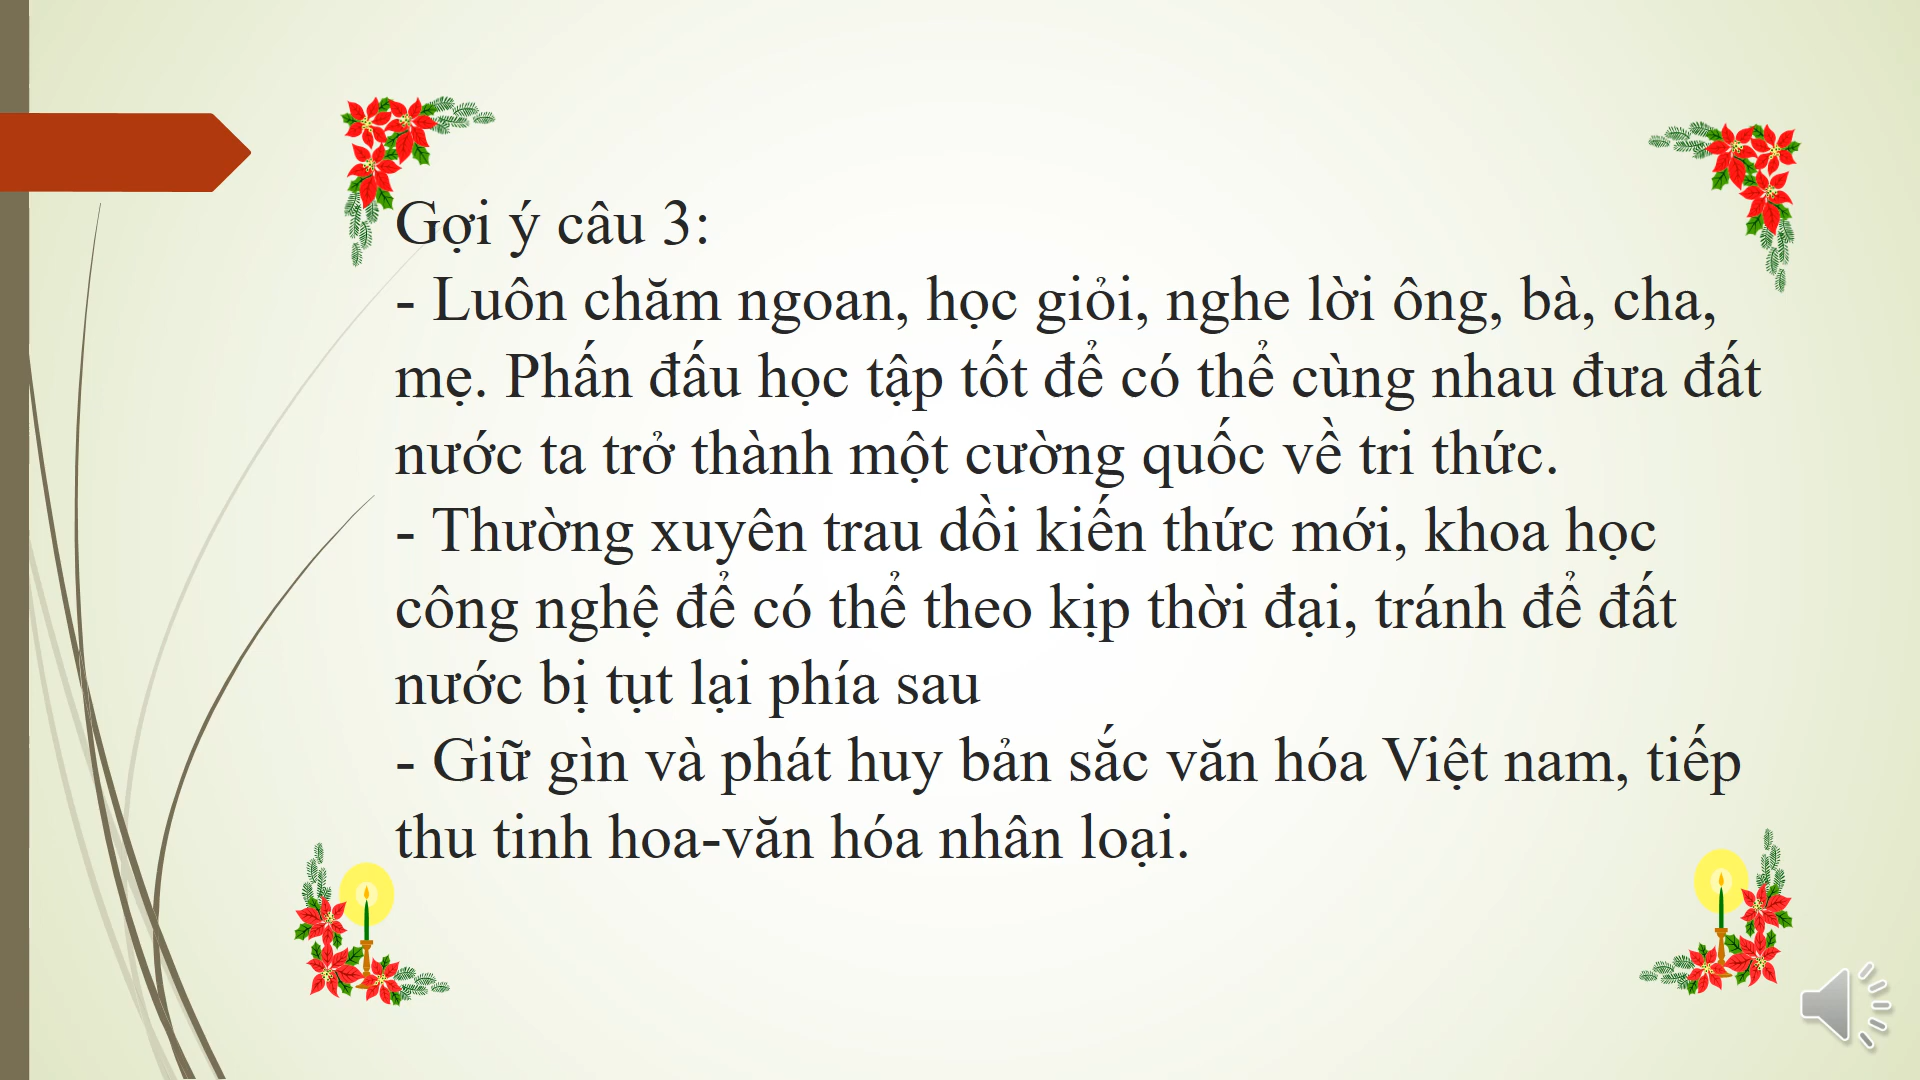 Gợi ý câu 3:
- Luôn chăm ngoan, học giỏi, nghe lời ông, bà, cha,
mẹ. Phấn đấu học tập tốt để có thể cùng nhau đưa đất
nước ta trở thành một cường quốc về tri thức.
- Thường xuyên trau dồi kiến thức mới, khoa học
công nghệ để có thể theo kịp thời đại, tránh để đất
nước bị tụt lại phía sau
- Giữ gìn và phát huy bản sắc văn hóa Việt nam, tiếp
thu tinh hoa-văn hóa nhân loại.